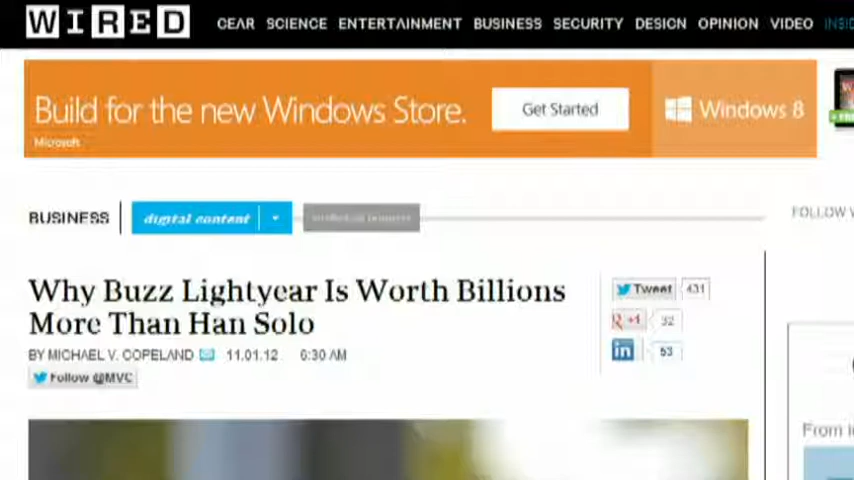 WIRED GEAR SCIENCE ENTERTAINMENT BUSINESS SECURITY DESIGN OPINION VIDEO
Build for the new Windows Store. Get Started Windows 8
Microsoft
BUSINESS digital content
FOLLOW
Why Buzz Lightyear Is Worth Billions
More Than Han Solo
Tweet 431
+1 32
in 53
BY MICHAEL V. COPELAND 11.01.12 6:30 AM
Follow @MVC
From